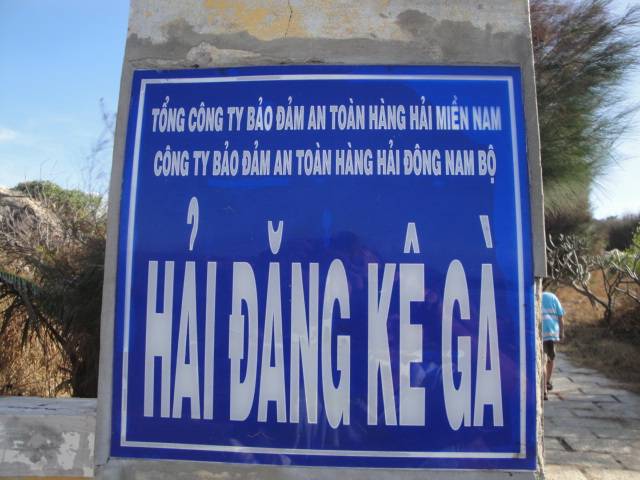 TỔNG CÔNG TY BẢO ĐẢM AN TOÀN HÀNG HẢI MIỀN NAM
CÔNG TY BẢO ĐẢM AN TOÀN HÀNG HẢI ĐÔNG NAM BỘ
HẢI ĐĂNG KÊ GÀ